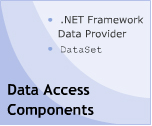 • .NET Framework
Data Provider
• DataSet
Data Access
Components